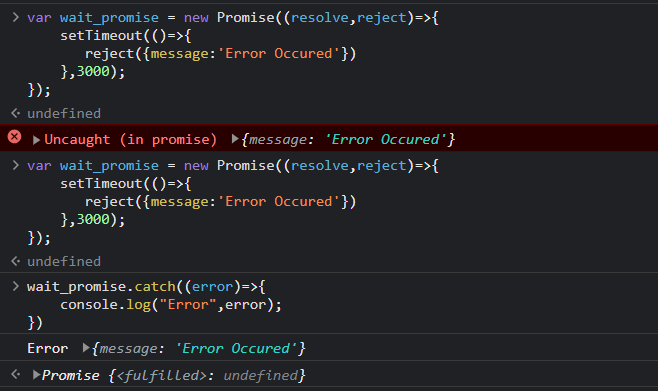 var wait_promise = new Promise((resolve,reject)=>{
setTimeout(()=>{
reject({message:'Error Occured'})
},3000);
});
undefined
Uncaught (in promise) {message: 'Error Occured'}
var wait_promise = new Promise((resolve,reject)=>{
setTimeout(()=>{
reject({message:'Error Occured'})
},3000);
});
undefined
wait_promise.catch((error)=>{
console.log("Error",error);
})
Error {message: 'Error Occured'}
Promise {<fulfilled>: undefined}